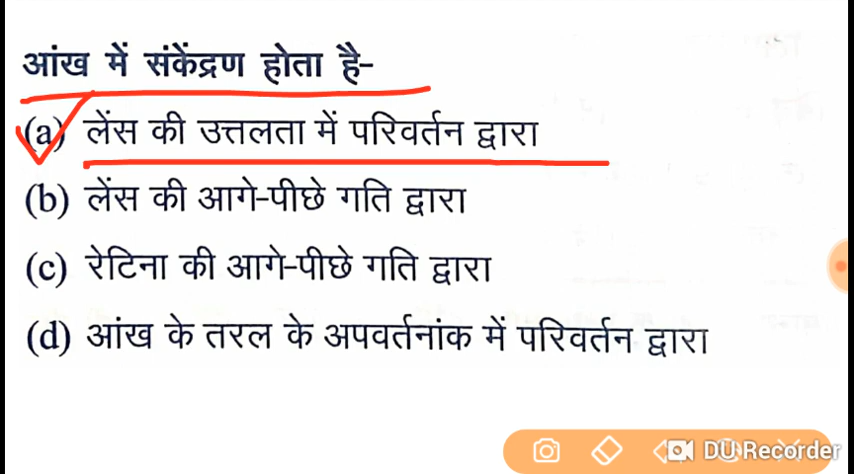 आंख में संकेंद्रण होता है-
(a) लेंस की उत्तलता में परिवर्तन द्वारा
(b) लेंस की आगे-पीछे गति द्वारा
(c) रेटिना की आगे-पीछे गति द्वारा
(d) आंख के तरल के अपवर्तनांक में परिवर्तन द्वारा
DU Recorder